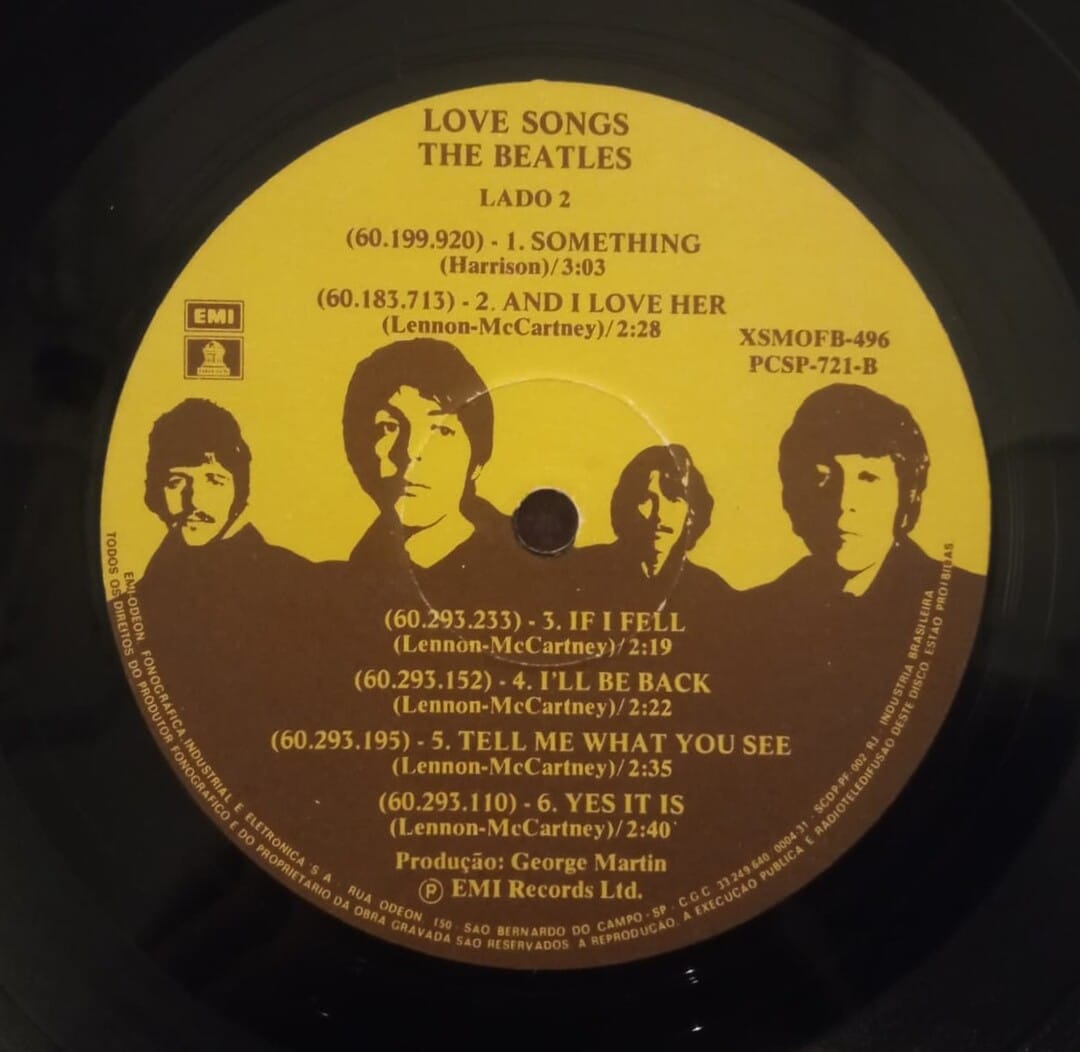 LOVE SONGS
THE BEATLES
LADO 2
(60.199.920) - 1. SOMETHING
(Harrison)/3:03
(60.183.713) - 2. AND I LOVE HER
(Lennon-McCartney)/2:28
EMI
XSMOFB-496
PCSP-721-B
(60.293.233) - 3. IF I FELL
(Lennon-McCartney)/2:19
(60.293.152) - 4. I'LL BE BACK
(Lennon-McCartney)/2:22
(60.293.195) - 5. TELL ME WHAT YOU SEE
(Lennon-McCartney)/2:35
(60.293.110) - 6. YES IT IS
(Lennon-McCartney)/2:40
Produção: George Martin
℗ EMI Records Ltd.
EMI-ODEON FONOGRAFICA, INDUSTRIAL E ELETRONICA S A . RUA ODEON, 150 - SAO BERNARDO DO CAMPO - SP - C.G.C. 33 249 640 0004-31 - SCDP-PF-002 RJ - INDUSTRIA BRASILEIRA
TODOS OS DIREITOS DO PRODUTOR FONOGRAFICO E DO PROPRIETARIO DA OBRA GRAVADA SAO RESERVADOS. A REPRODUÇAO, A EXECUÇAO PUBLICA E RADIOTELEDIFUSAO DESTE DISCO ESTAO PROIBIDAS